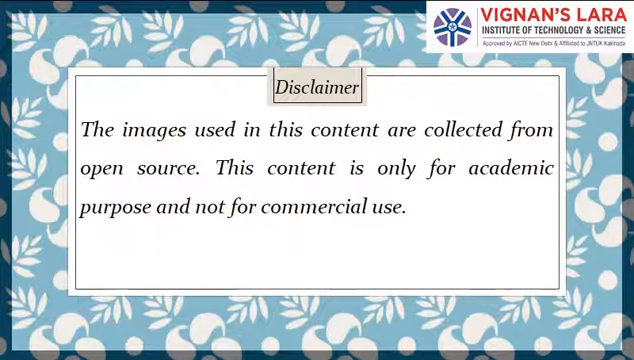 VIGNAN'S LARA
INSTITUTE OF TECHNOLOGY & SCIENCE
Approved by AICTE New Delhi & Affiliated to JNTUK Kakinada
Disclaimer
The images used in this content are collected from
open source. This content is only for academic
purpose and not for commercial use.